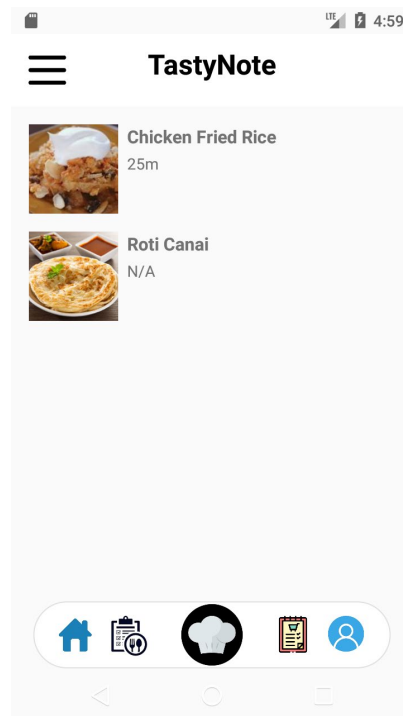 LTE 4:59
TastyNote
Chicken Fried Rice
25m
Roti Canai
N/A